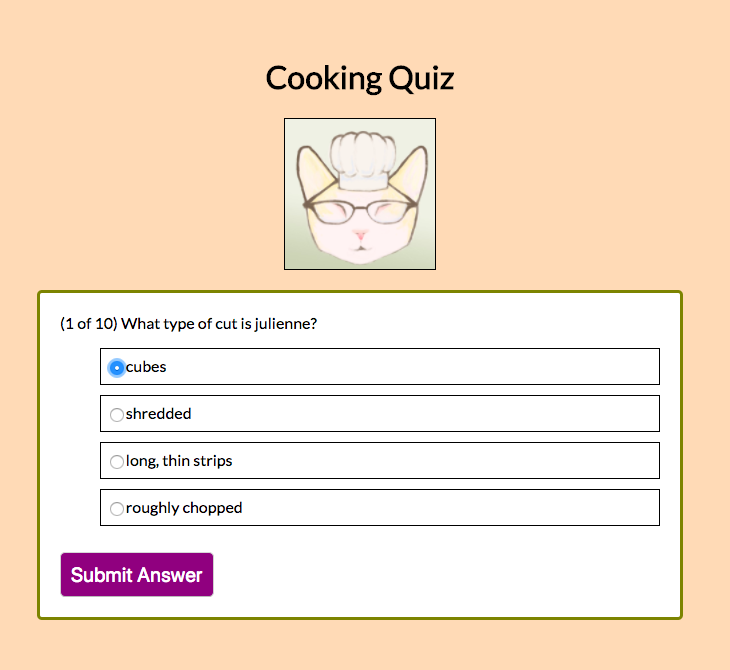 Cooking Quiz
(1 of 10) What type of cut is julienne?
cubes
shredded
long, thin strips
roughly chopped
Submit Answer